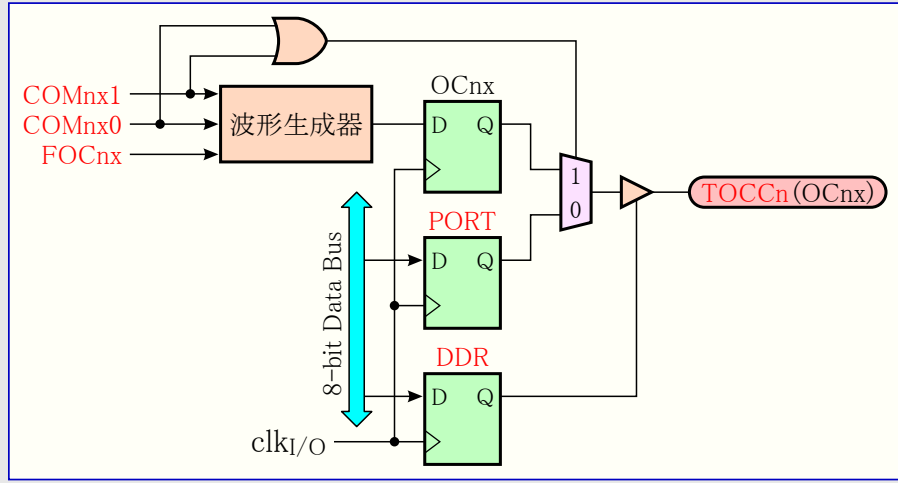 OCnx
COMnx1
COMnx0
FOCnx
波形生成器
D Q
1
0
TOCCn(OCnx)
PORT
D Q
8-bit Data Bus
DDR
D Q
clkI/O